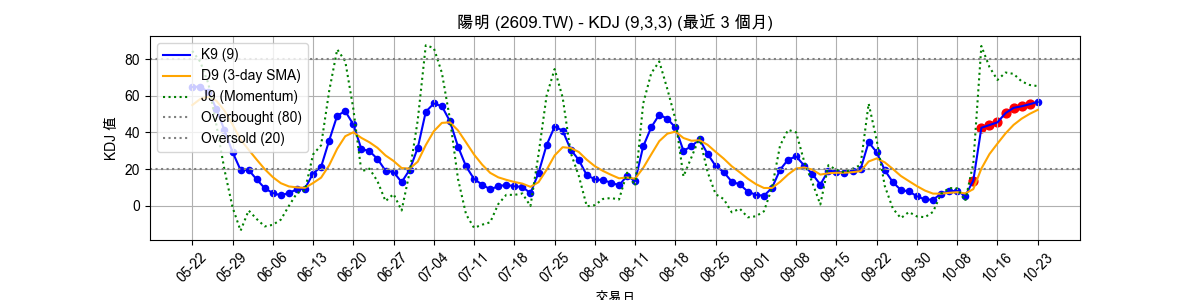 陽明 (2609.TW) - KDJ (9,3,3) (最近 3 個月)
K9 (9)
D9 (3-day SMA)
J9 (Momentum)
Overbought (80)
Oversold (20)
KDJ 值
80
60
40
20
0
05-22 05-29 06-06 06-13 06-20 06-27 07-04 07-11 07-18 07-25 08-04 08-11 08-18 08-25 09-01 09-08 09-15 09-22 09-30 10-08 10-16 10-23
交易日